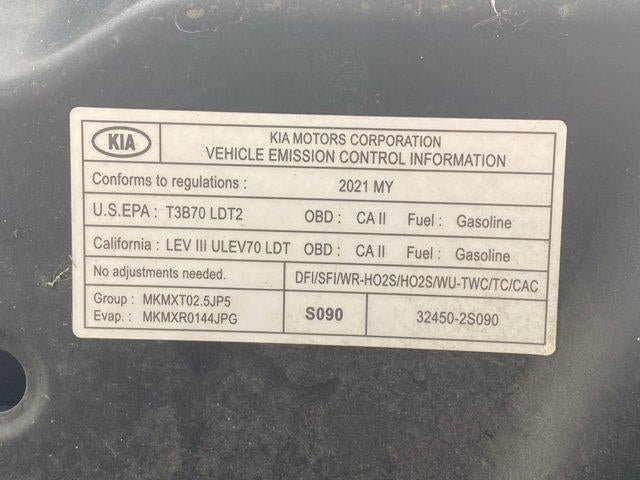 KIA
KIA MOTORS CORPORATION
VEHICLE EMISSION CONTROL INFORMATION
Conforms to regulations : 2021 MY
U.S.EPA : T3B70 LDT2 OBD : CA II Fuel : Gasoline
California : LEV III ULEV70 LDT OBD : CA II Fuel : Gasoline
No adjustments needed. DFI/SFI/WR-HO2S/HO2S/WU-TWC/TC/CAC
Group : MKMXT02.5JP5
Evap. : MKMXR0144JPG
S090
32450-2S090